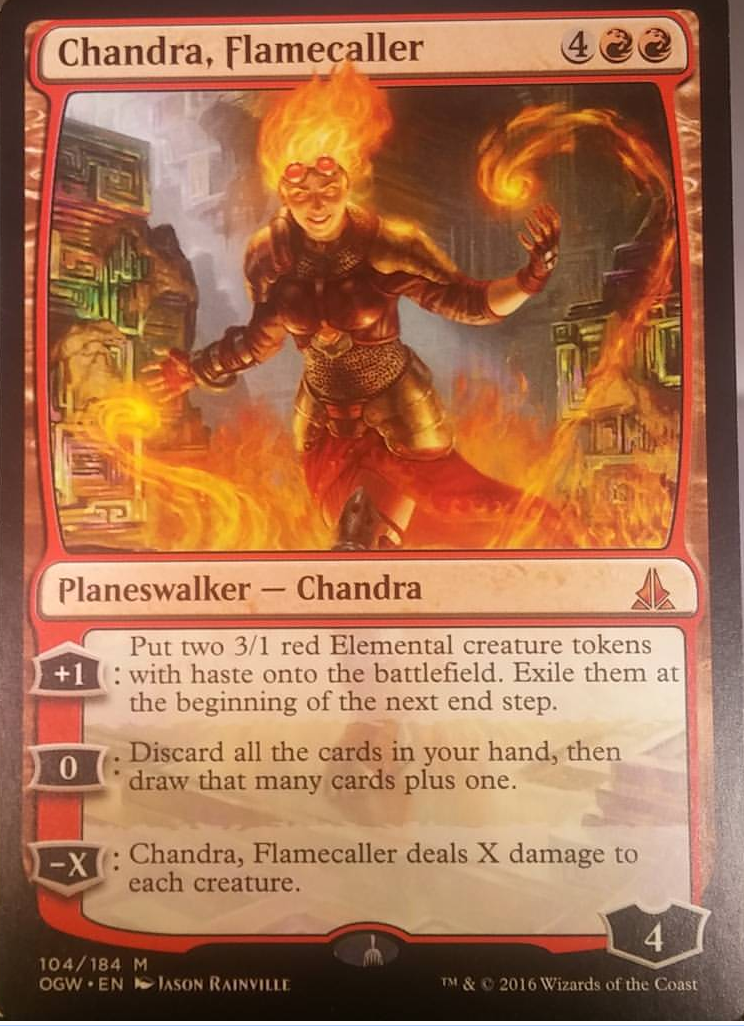 Chandra, Flamecaller 4
Planeswalker — Chandra
Put two 3/1 red Elemental creature tokens
+1 : with haste onto the battlefield. Exile them at
the beginning of the next end step.
0 : Discard all the cards in your hand, then
draw that many cards plus one.
−X : Chandra, Flamecaller deals X damage to
each creature.
4
104/184 M
OGW • EN Jason Rainville
™ & © 2016 Wizards of the Coast